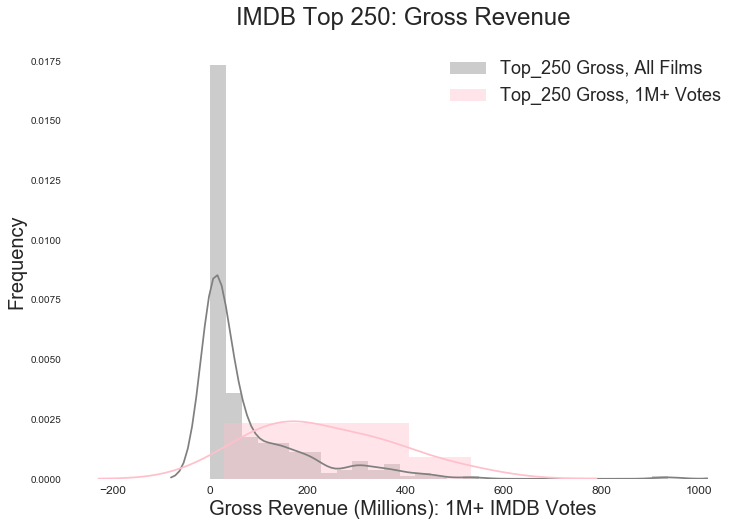 IMDB Top 250: Gross Revenue
Top_250 Gross, All Films
Top_250 Gross, 1M+ Votes
Frequency
0.0175
0.0150
0.0125
0.0100
0.0075
0.0050
0.0025
0.0000
−200 0 200 400 600 800 1000
Gross Revenue (Millions): 1M+ IMDB Votes